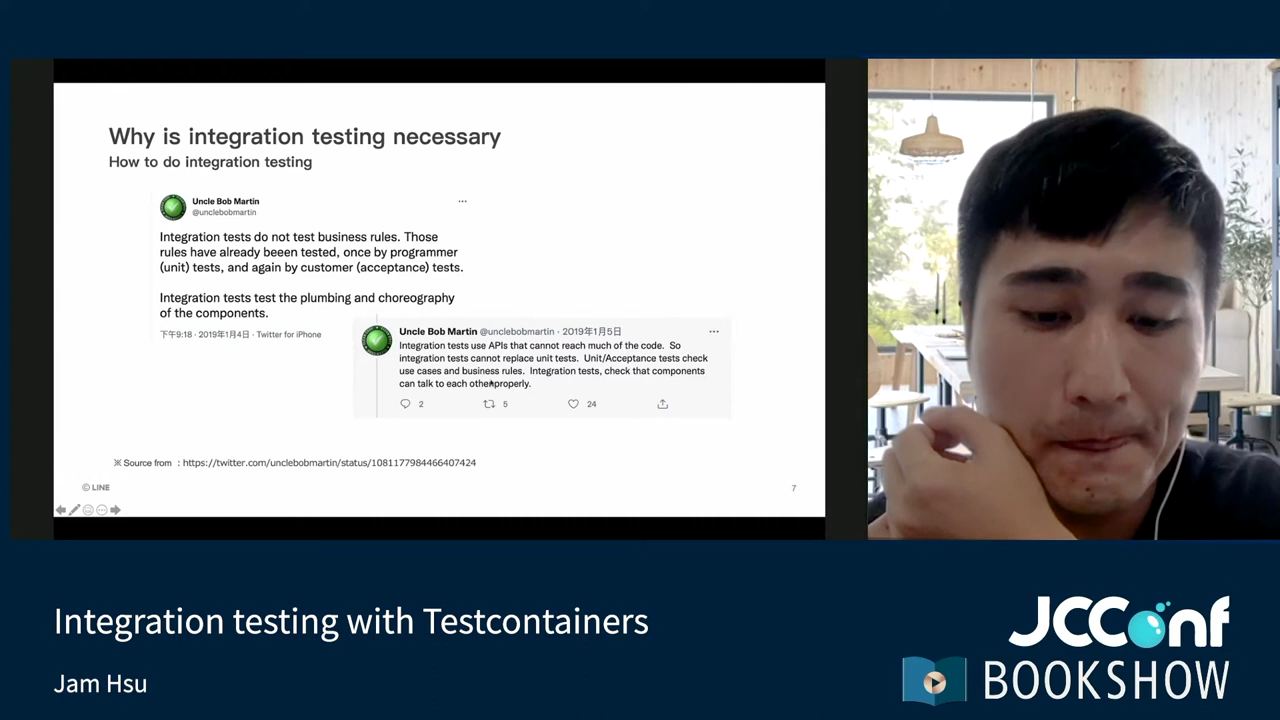 Why is integration testing necessary
How to do integration testing
Uncle Bob Martin
@unclebobmartin
Integration tests do not test business rules. Those
rules have already beeen tested, once by programmer
(unit) tests, and again by customer (acceptance) tests.
Integration tests test the plumbing and choreography
of the components.
下午9:18 · 2019年1月4日 · Twitter for iPhone
Uncle Bob Martin @unclebobmartin · 2019年1月5日
Integration tests use APIs that cannot reach much of the code. So
integration tests cannot replace unit tests. Unit/Acceptance tests check
use cases and business rules. Integration tests, check that components
can talk to each other properly.
2 5 24
※ Source from : https://twitter.com/unclebobmartin/status/1081177984466407424
© LINE
7
Integration testing with Testcontainers
Jam Hsu
JCConf
BOOKSHOW